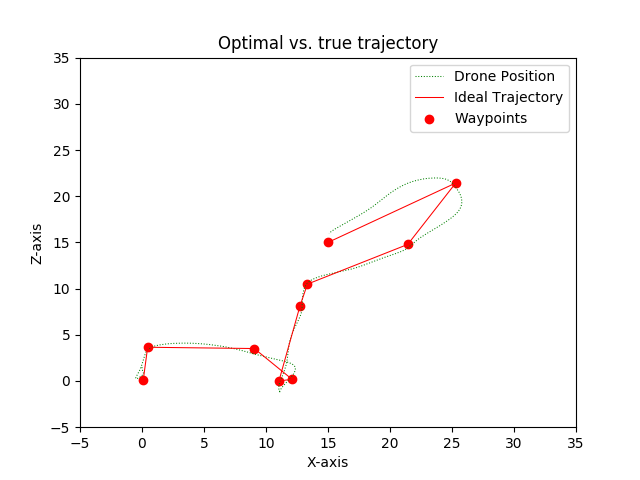 Optimal vs. true trajectory
35
30
25
20
15
10
5
0
−5
Z-axis
Drone Position
Ideal Trajectory
Waypoints
−5 0 5 10 15 20 25 30 35
X-axis